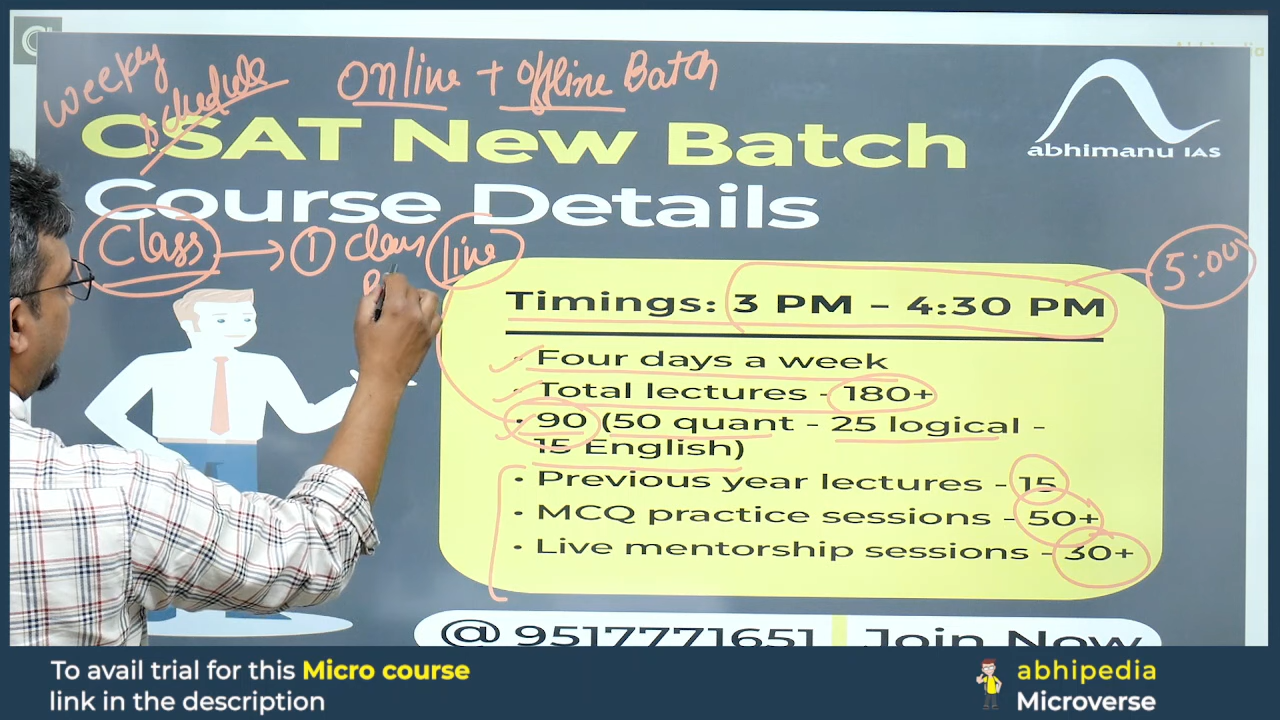 Weekly
schedule
Online + offline Batch
CSAT New Batch
Course Details
abhimanu IAS
Class → ① Class line
5:00
Timings: 3 PM – 4:30 PM
• Four days a week
• Total lectures - 180+
• 90 (50 quant - 25 logical -
15 English)
• Previous year lectures - 15
• MCQ practice sessions - 50+
• Live mentorship sessions - 30+
@ 9517771651 Join Now
To avail trial for this Micro course
link in the description
abhipedia
Microverse